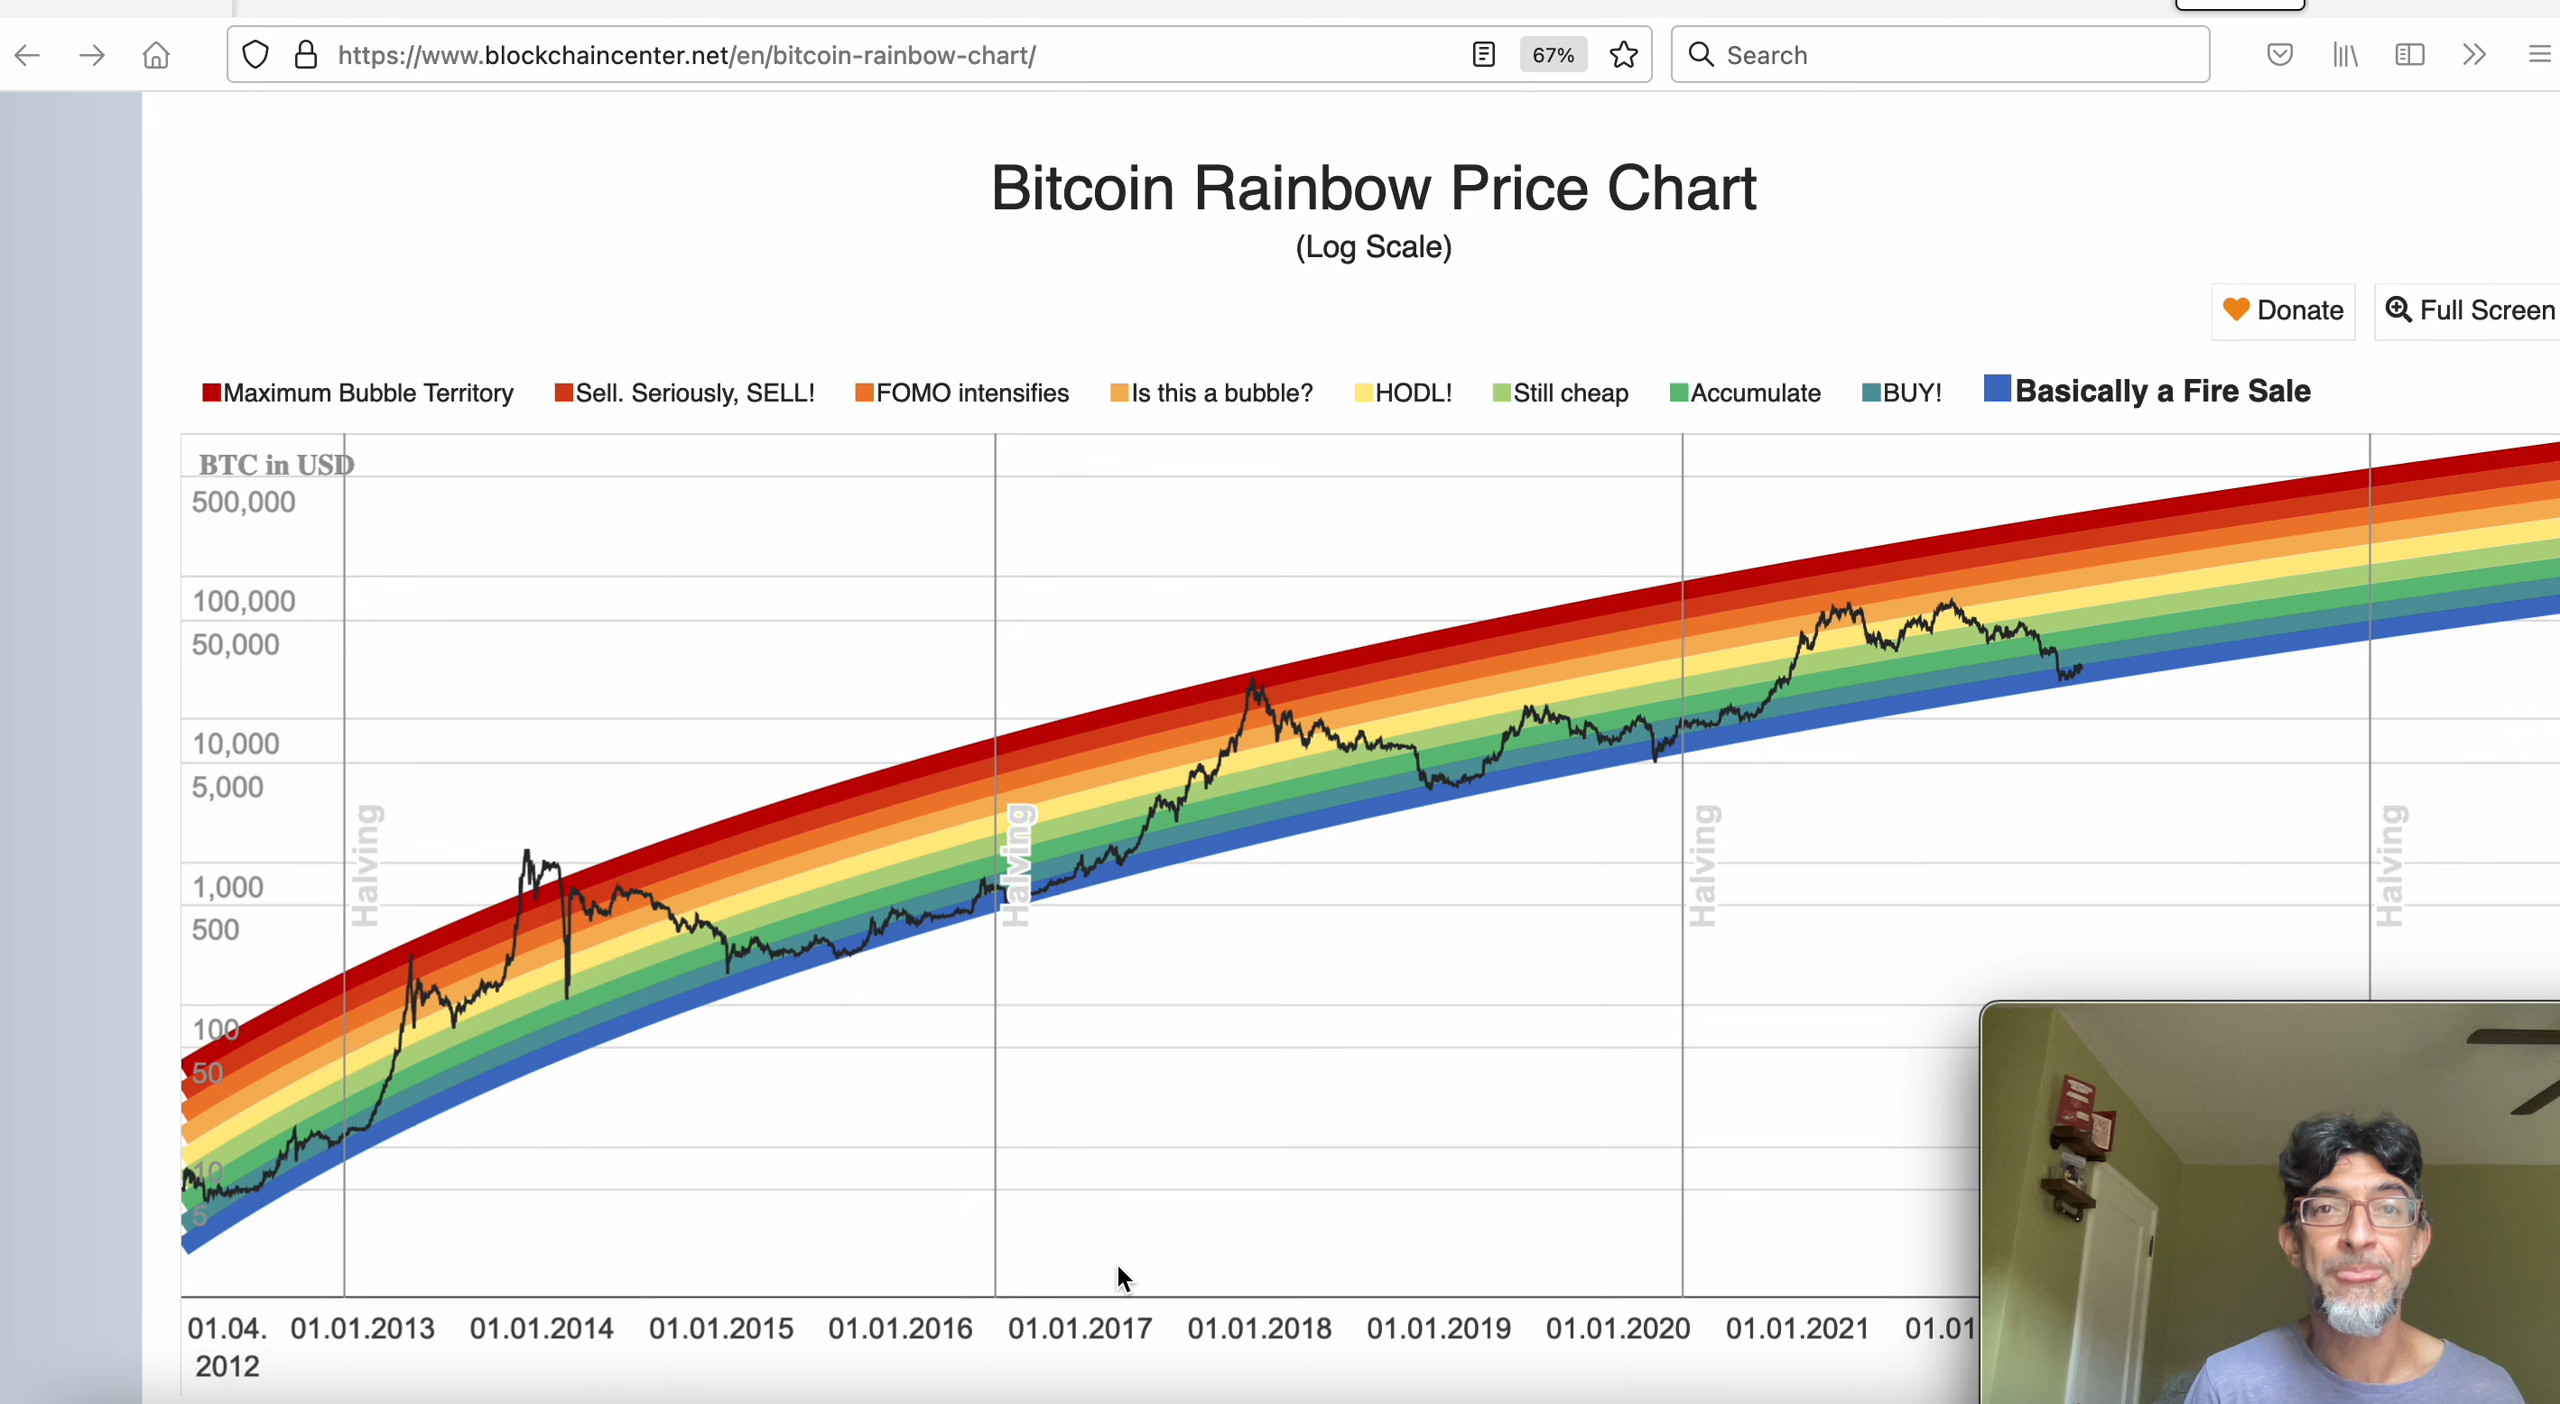 https://www.blockchaincenter.net/en/bitcoin-rainbow-chart/
67%
Search
Bitcoin Rainbow Price Chart
(Log Scale)
Donate
Full Screen
Maximum Bubble Territory Sell. Seriously, SELL! FOMO intensifies Is this a bubble? HODL! Still cheap Accumulate BUY! Basically a Fire Sale
BTC in USD
500,000
100,000
50,000
10,000
5,000
1,000
500
100
50
10
5
Halving
Halving
Halving
Halving
01.04. 2012
01.01.2013
01.01.2014
01.01.2015
01.01.2016
01.01.2017
01.01.2018
01.01.2019
01.01.2020
01.01.2021
01.01